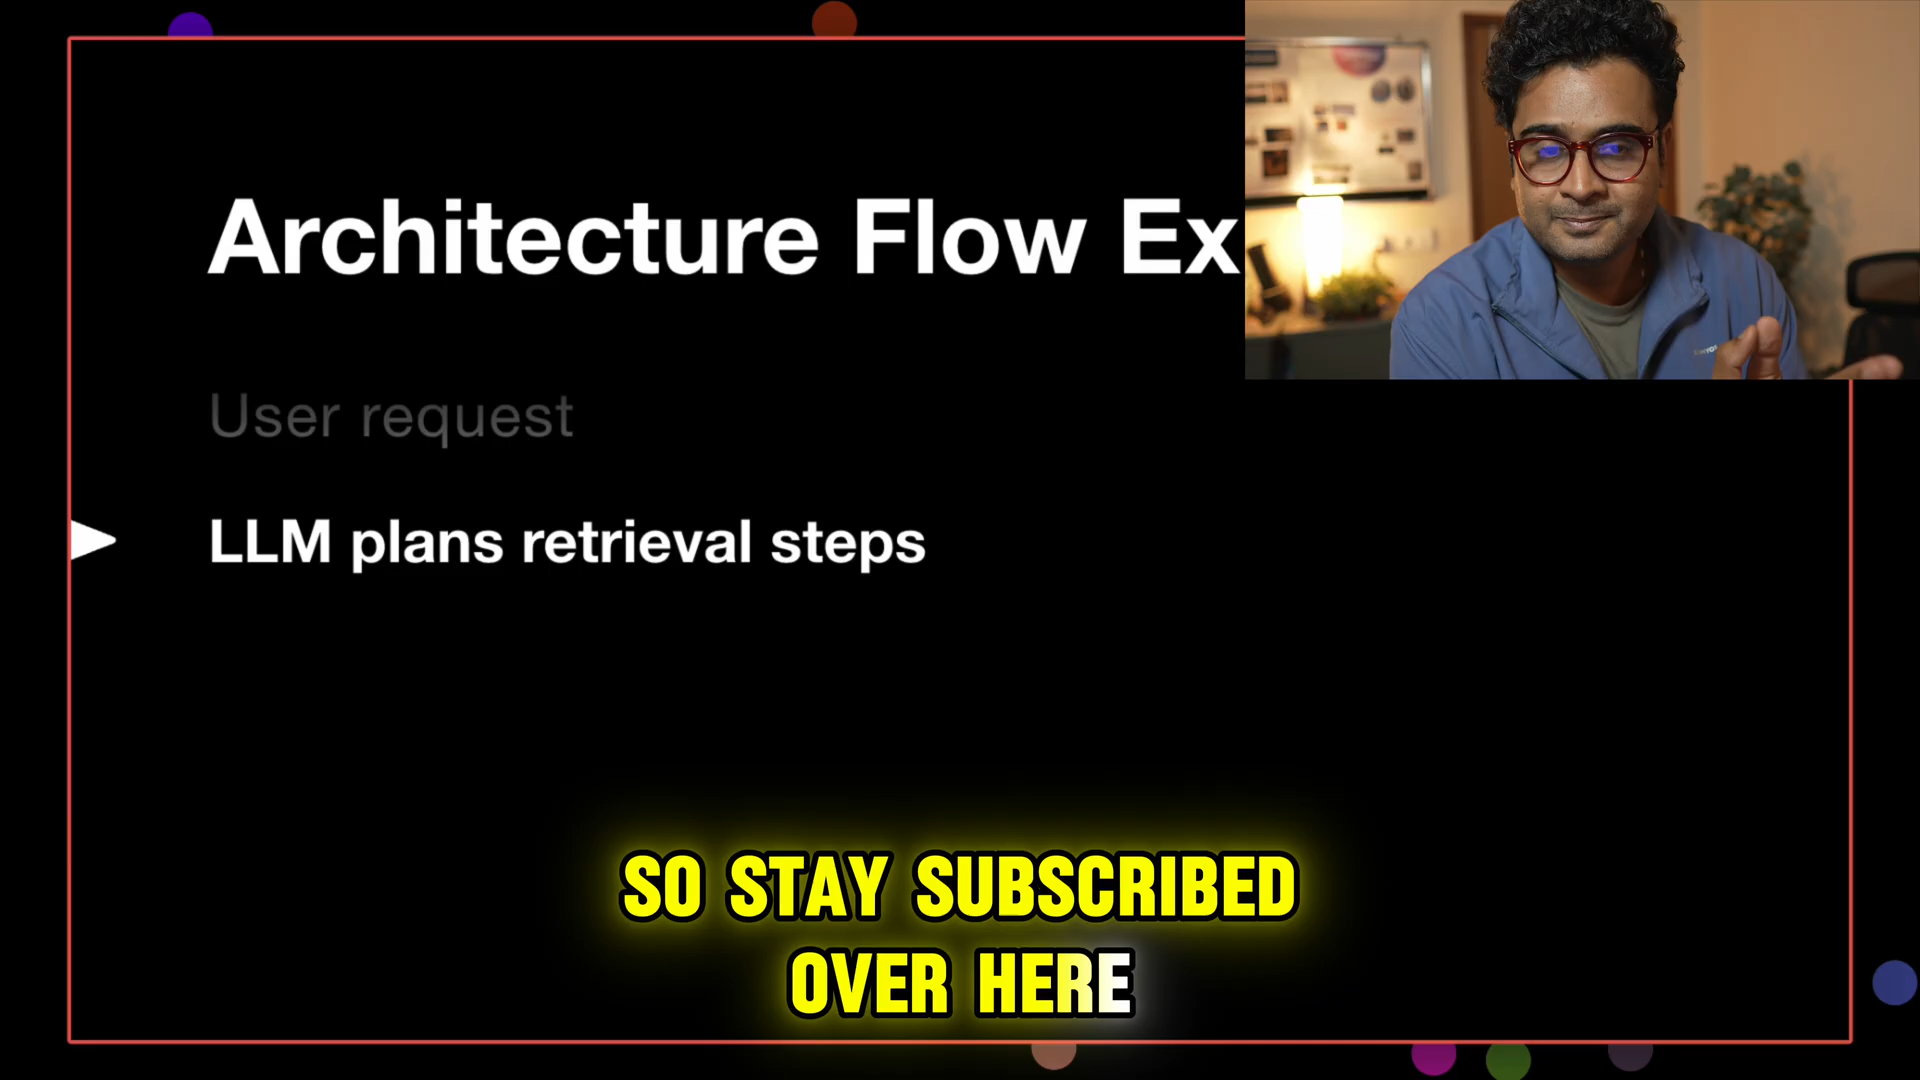 Architecture Flow Ex
User request
LLM plans retrieval steps
SO STAY SUBSCRIBED
OVER HERE